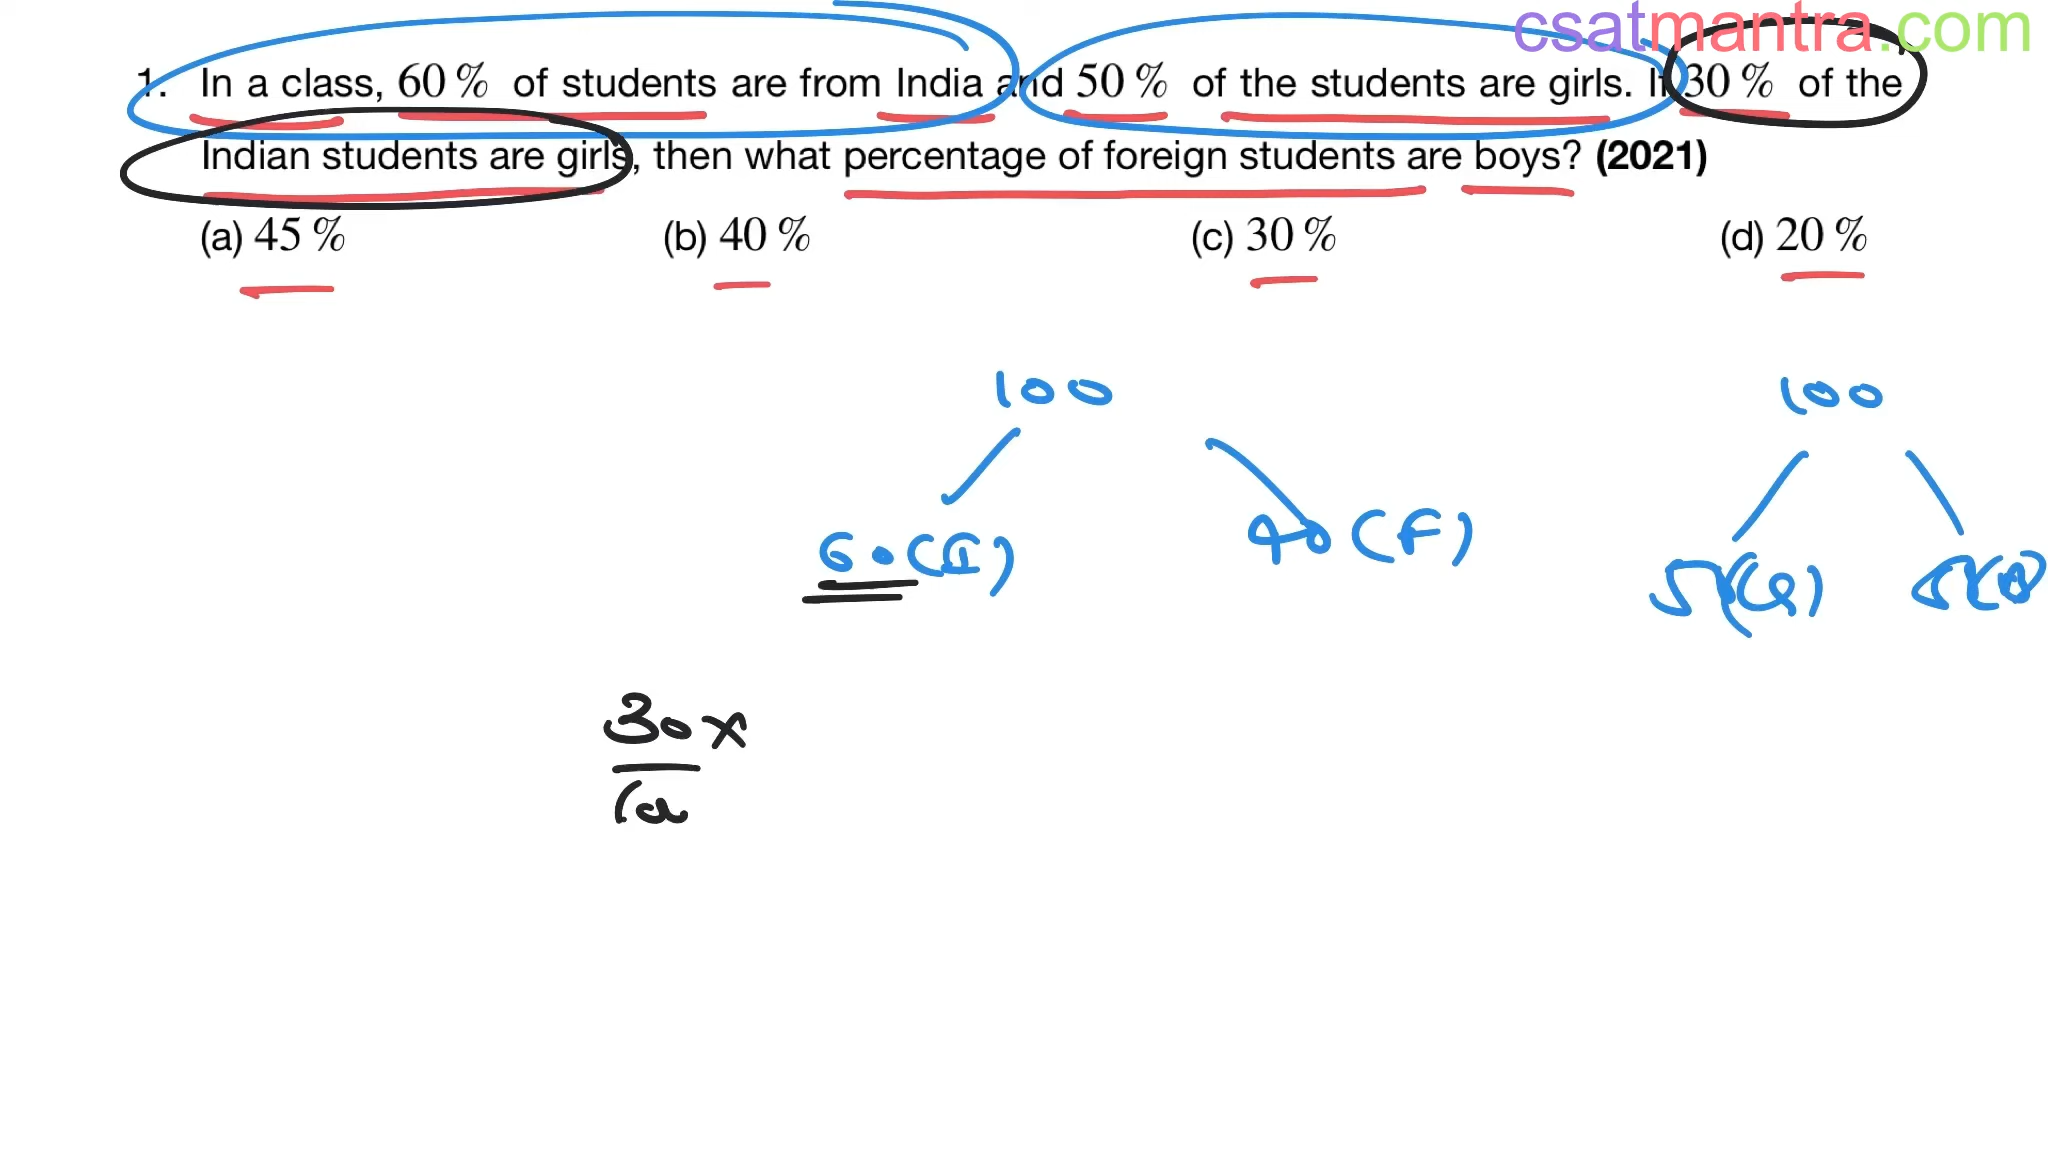 csatmantra.com
1. In a class, 60 % of students are from India and 50 % of the students are girls. If 30 % of the
Indian students are girls, then what percentage of foreign students are boys? (2021)
(a) 45 % (b) 40 % (c) 30 % (d) 20 %
100 100
60 (I) 40 (F) (G)
30 ×